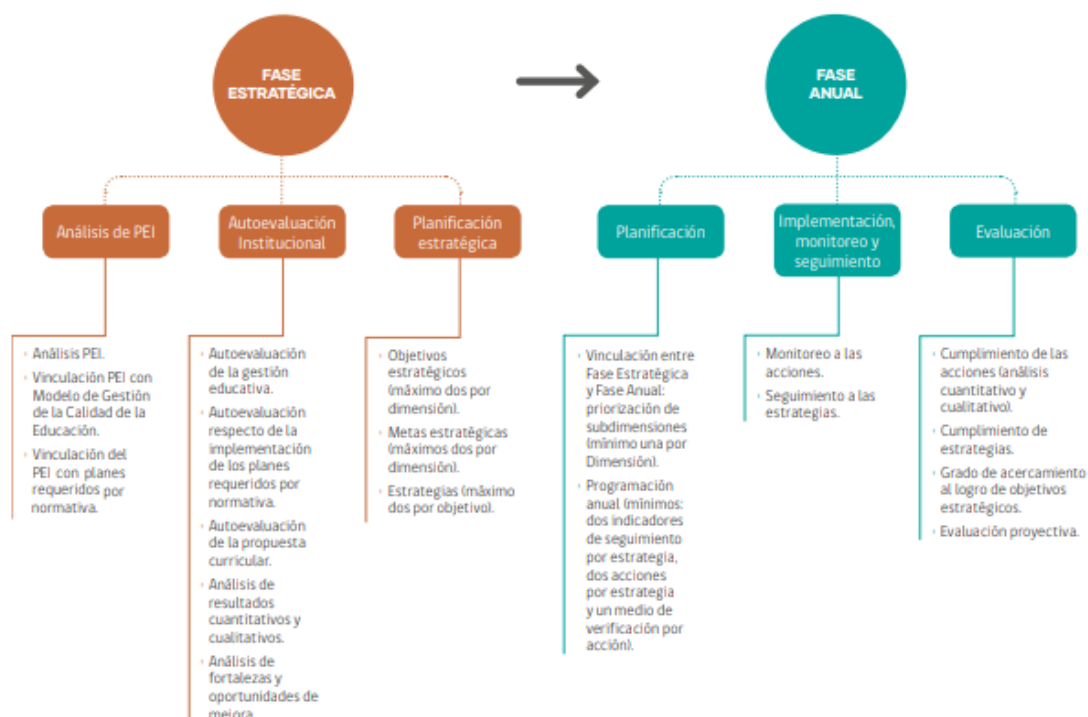 FASE
ESTRATÉGICA
FASE
ANUAL
Análisis de PEI
Autoevaluación
Institucional
Planificación
estratégica
Planificación
Implementación,
monitoreo y
seguimiento
Evaluación
Análisis PEI.
Vinculación PEI con
Modelo de Gestión
de la Calidad de la
Educación.
Vinculación del
PEI con planes
requeridos por
normativa.
Autoevaluación
de la gestión
educativa.
Autoevaluación
respecto de la
implementación
de los planes
requeridos por
normativa.
Autoevaluación
de la propuesta
curricular.
Análisis de
resultados
cuantitativos y
cualitativos.
Análisis de
fortalezas y
oportunidades de
mejora
Objetivos
estratégicos
(máximo dos por
dimensión).
Metas estratégicas
(máximos dos por
dimensión).
Estrategias (máximo
dos por objetivo).
Vinculación entre
Fase Estratégica
y Fase Anual:
priorización de
subdimensiones
(mínimo una por
Dimensión).
Programación
anual (mínimos:
dos indicadores
de seguimiento
por estrategia,
dos acciones
por estrategia
y un medio de
verificación por
acción).
Monitoreo a las
acciones.
Seguimiento a las
estrategias.
Cumplimiento de las
acciones (análisis
cuantitativo y
cualitativo).
Cumplimiento de
estrategias.
Grado de acercamiento
al logro de objetivos
estratégicos.
Evaluación proyectiva.